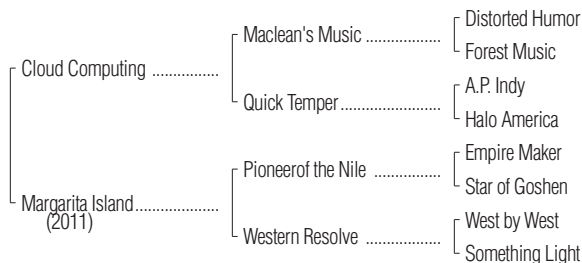 Distorted Humor
Maclean's Music ..................
Forest Music
Cloud Computing ................
A.P. Indy
Quick Temper........................
Halo America
Empire Maker
Pioneerof the Nile ................
Star of Goshen
Margarita Island....................
(2011)
West by West
Western Resolve ..................
Something Light